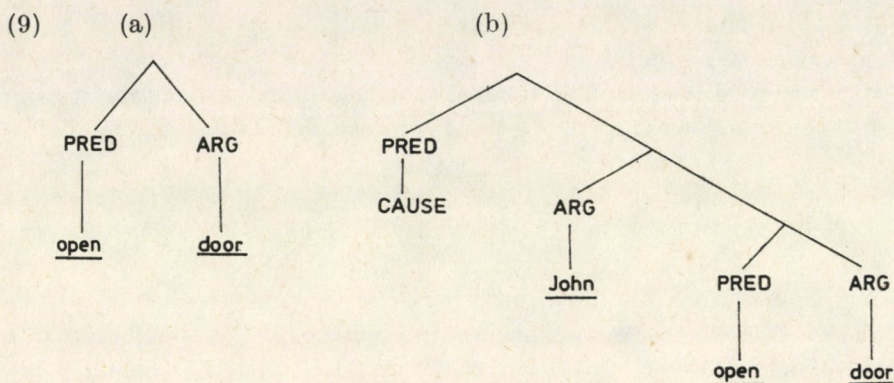 (9) (a) (b)
PRED ARG PRED
CAUSE
ARG
open door
John PRED ARG
open door